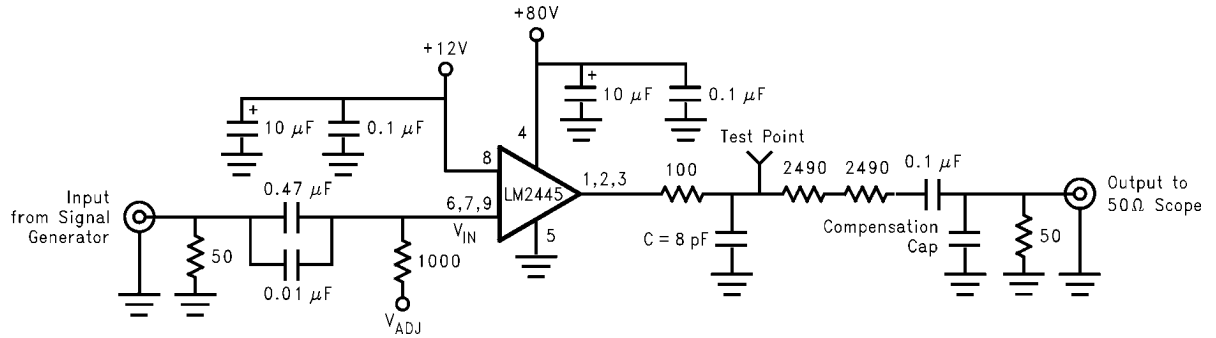 +80V
+12V
+
10 μF
0.1 μF
+
10 μF
0.1 μF
4
8
LM2445
1,2,3
6,7,9
VIN
5
Input
from Signal
Generator
50
0.47 μF
0.01 μF
1000
VADJ
100
Test Point
C = 8 pF
2490
2490
0.1 μF
Compensation
Cap
50
Output to
50Ω Scope